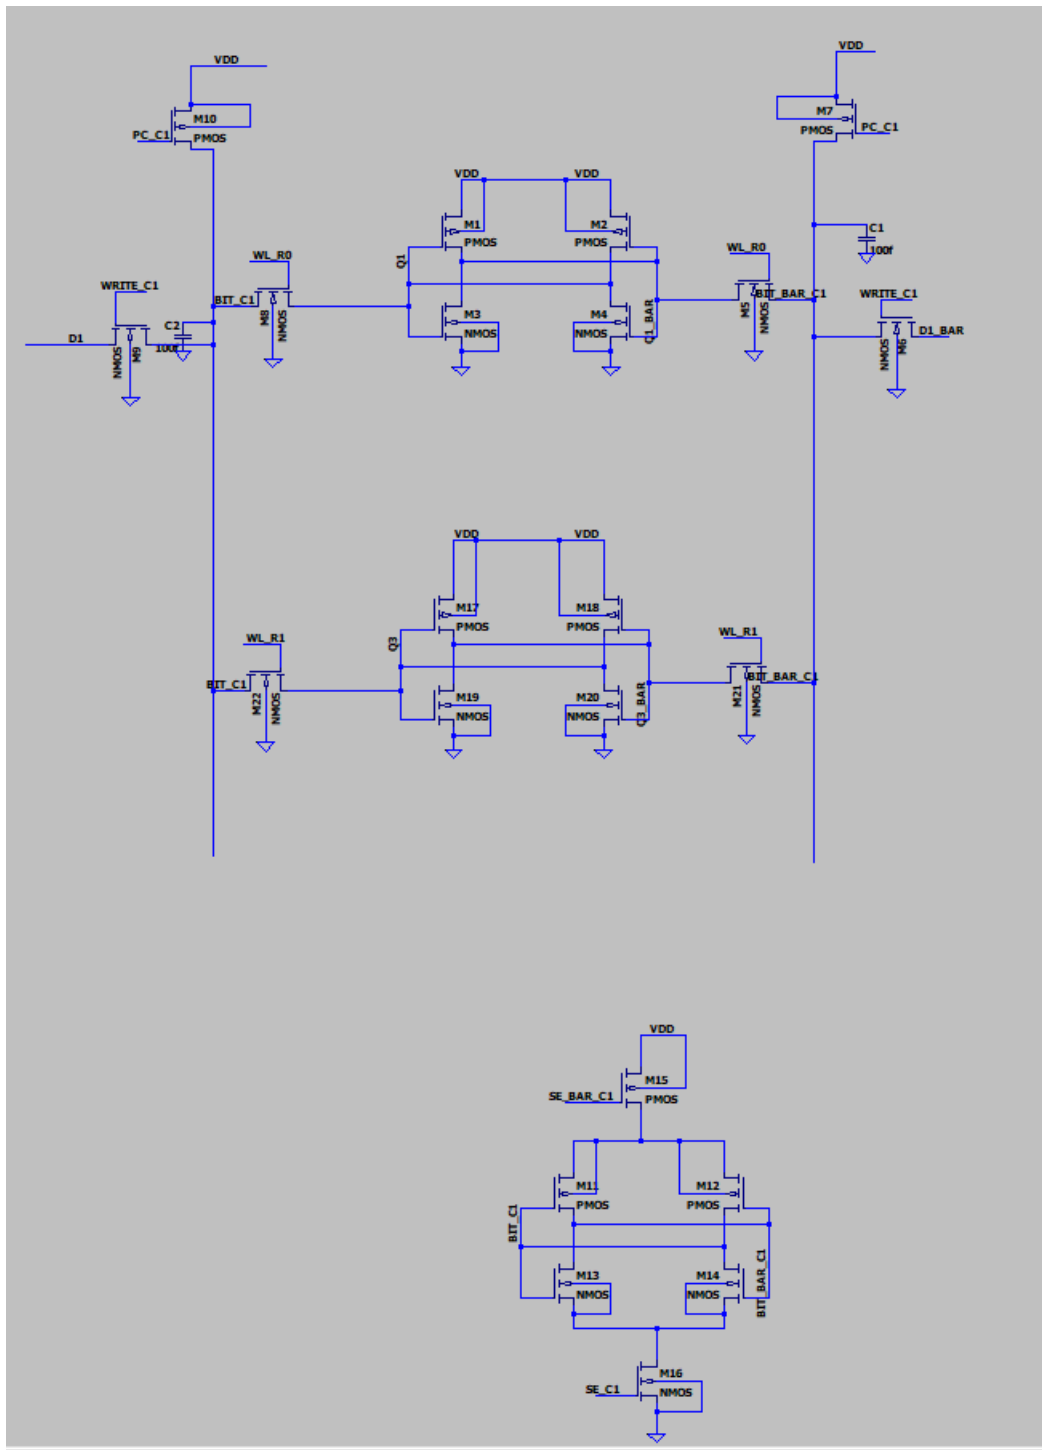 VDD
VDD
M10
PMOS
PC_C1
M7
PMOS
PC_C1
VDD
VDD
M1
PMOS
M2
PMOS
C1
100f
WL_R0
Q1
WL_R0
WRITE_C1
BIT_C1
BIT_BAR_C1
WRITE_C1
M8
NMOS
M3
NMOS
M4
NMOS
Q1_BAR
M5
NMOS
C2
100f
D1
NMOS
M9
NMOS
M6
D1_BAR
VDD
VDD
M17
PMOS
M18
PMOS
WL_R1
Q3
WL_R1
BIT_C1
BIT_BAR_C1
M22
NMOS
M19
NMOS
M20
NMOS
Q3_BAR
M21
NMOS
VDD
M15
PMOS
SE_BAR_C1
M11
PMOS
M12
PMOS
BIT_C1
BIT_BAR_C1
M13
NMOS
M14
NMOS
M16
NMOS
SE_C1